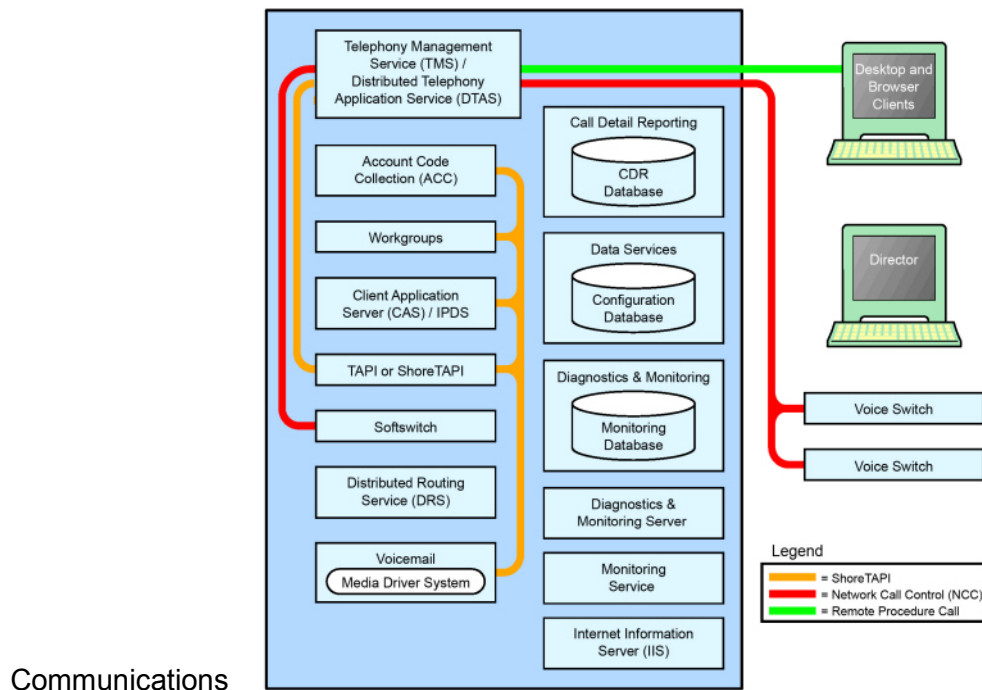 Telephony Management
Service (TMS) /
Distributed Telephony
Application Service (DTAS)
Account Code
Collection (ACC)
Workgroups
Client Application
Server (CAS) / IPDS
TAPI or ShoreTAPI
Softswitch
Distributed Routing
Service (DRS)
Voicemail
Media Driver System
Call Detail Reporting
CDR
Database
Data Services
Configuration
Database
Diagnostics & Monitoring
Monitoring
Database
Diagnostics &
Monitoring Server
Monitoring
Service
Internet Information
Server (IIS)
Desktop and
Browser
Clients
Director
Voice Switch
Voice Switch
Legend
= ShoreTAPI
= Network Call Control (NCC)
= Remote Procedure Call
Communications